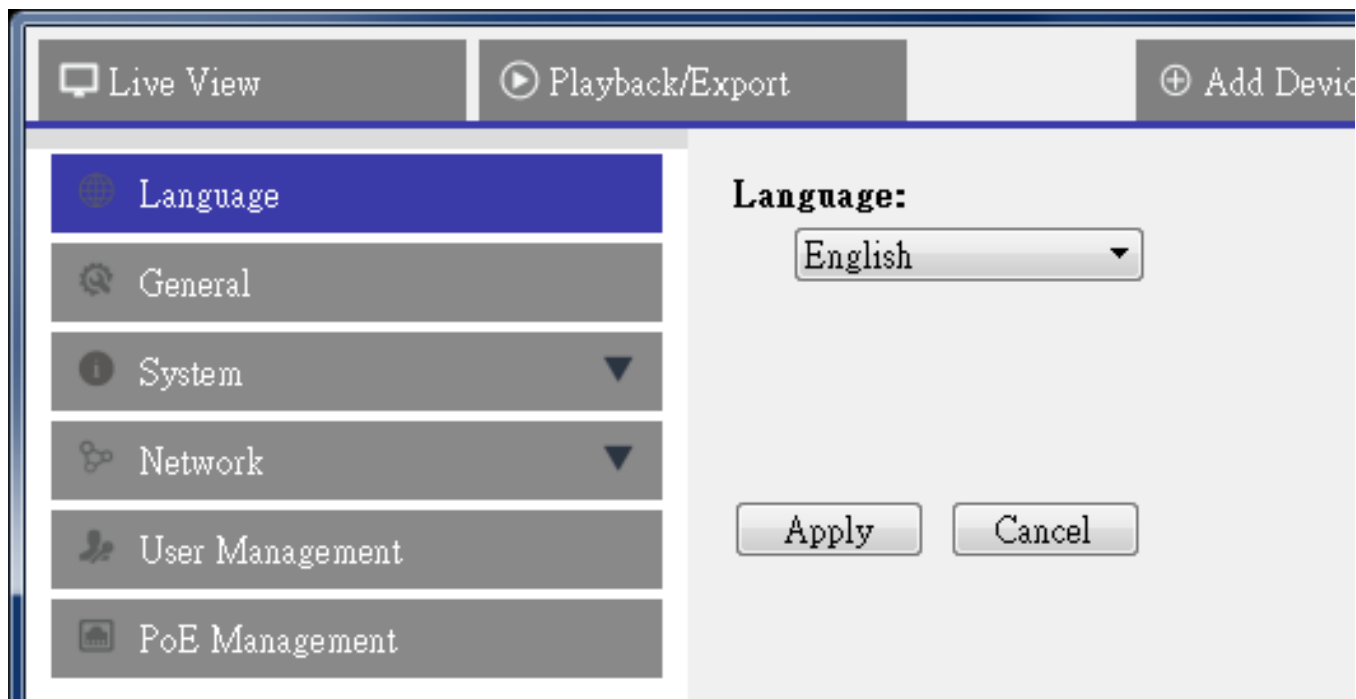 Live View
Playback/Export
Add Devic
Language
General
System
Network
User Management
PoE Management
Language:
English
Apply
Cancel